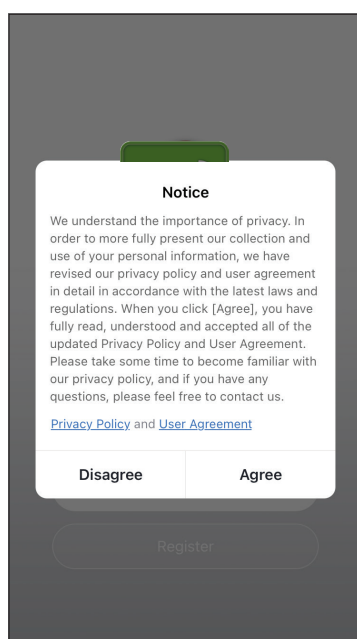 Notice
We understand the importance of privacy. In
order to more fully present our collection and
use of your personal information, we have
revised our privacy policy and user agreement
in detail in accordance with the latest laws and
regulations. When you click [Agree], you have
fully read, understood and accepted all of the
updated Privacy Policy and User Agreement.
Please take some time to become familiar with
our privacy policy, and if you have any
questions, please feel free to contact us.
Privacy Policy and User Agreement
Disagree Agree
Register